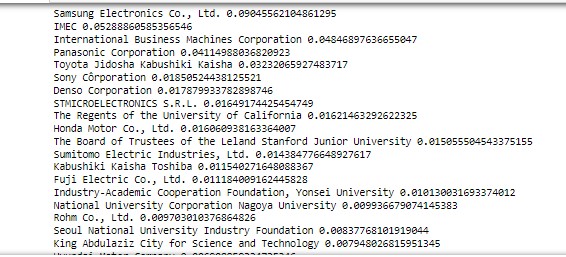 Samsung Electronics Co., Ltd. 0.09045562104861295
IMEC 0.05288860585356546
International Business Machines Corporation 0.04846897636655047
Panasonic Corporation 0.04114988036820923
Toyota Jidosha Kabushiki Kaisha 0.03232065927483717
Sony Côrporation 0.01850524438125521
Denso Corporation 0.017879933782898746
STMICROELECTRONICS S.R.L. 0.01649174425454749
The Regents of the University of California 0.01621463292622325
Honda Motor Co., Ltd. 0.016060938163364007
The Board of Trustees of the Leland Stanford Junior University 0.015055504543375155
Sumitomo Electric Industries, Ltd. 0.014384776648927617
Kabushiki Kaisha Toshiba 0.011540271648088367
Fuji Electric Co., Ltd. 0.011184009162445828
Industry-Academic Cooperation Foundation, Yonsei University 0.010130031693374012
National University Corporation Nagoya University 0.009936679074145383
Rohm Co., Ltd. 0.009703010376864826
Seoul National University Industry Foundation 0.00837768101919044
King Abdulaziz City for Science and Technology 0.007948026815951345